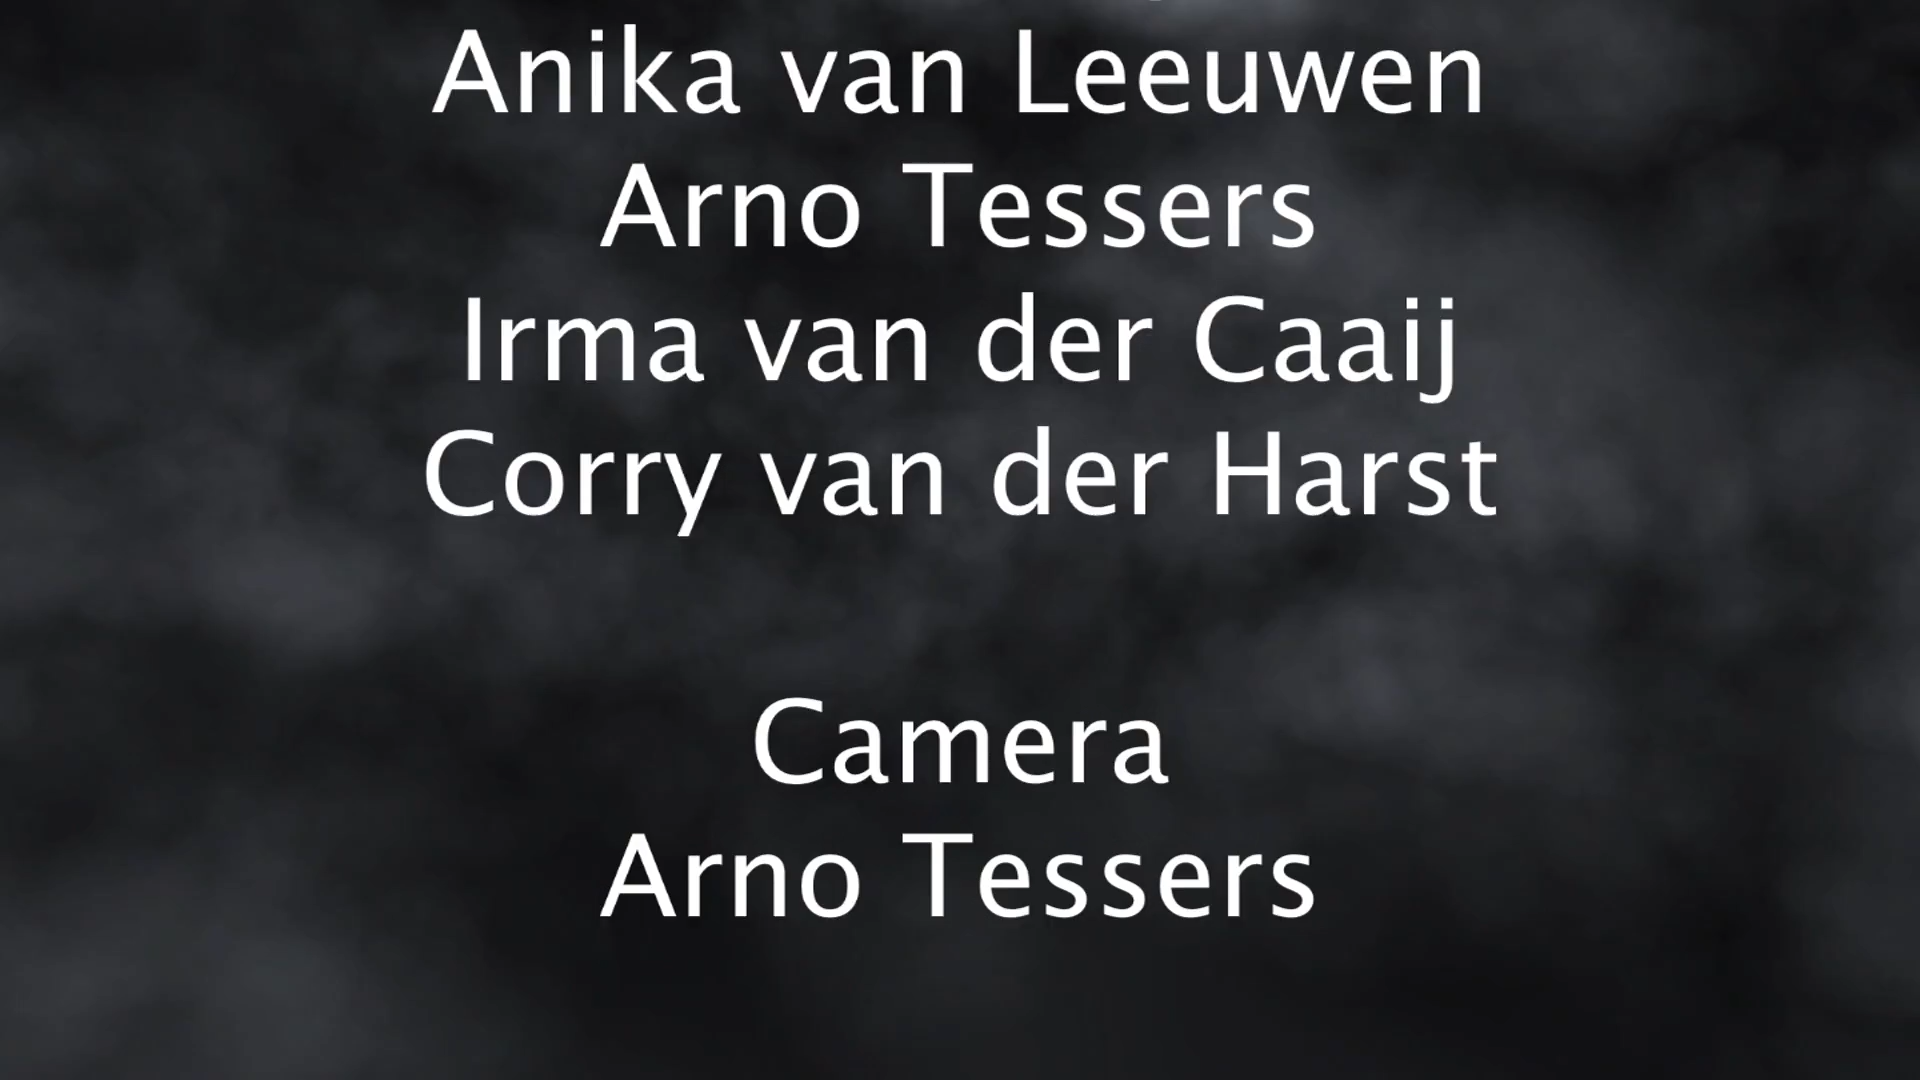 Anika van Leeuwen
Arno Tessers
Irma van der Caaij
Corry van der Harst
Camera
Arno Tessers